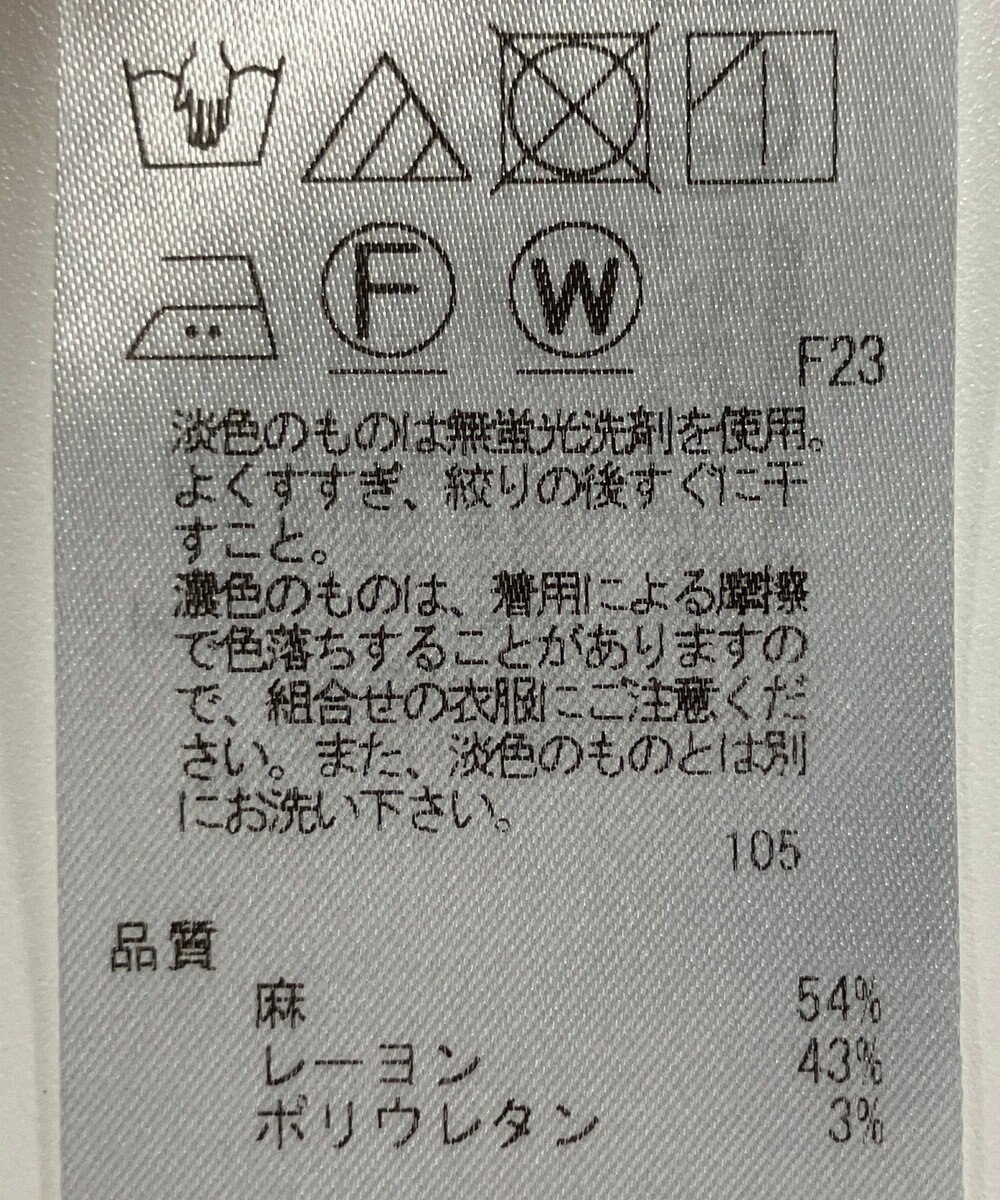 F
W
F23
淡色のものは無蛍光洗剤を使用。
よくすすぎ、絞りの後すぐに干
すこと。
濃色のものは、着用による摩擦
で色落ちすることがありますの
で、組合せの衣服にご注意くだ
さい。また、淡色のものとは別
にお洗い下さい。
105
品質
麻 54%
レーヨン 43%
ポリウレタン 3%